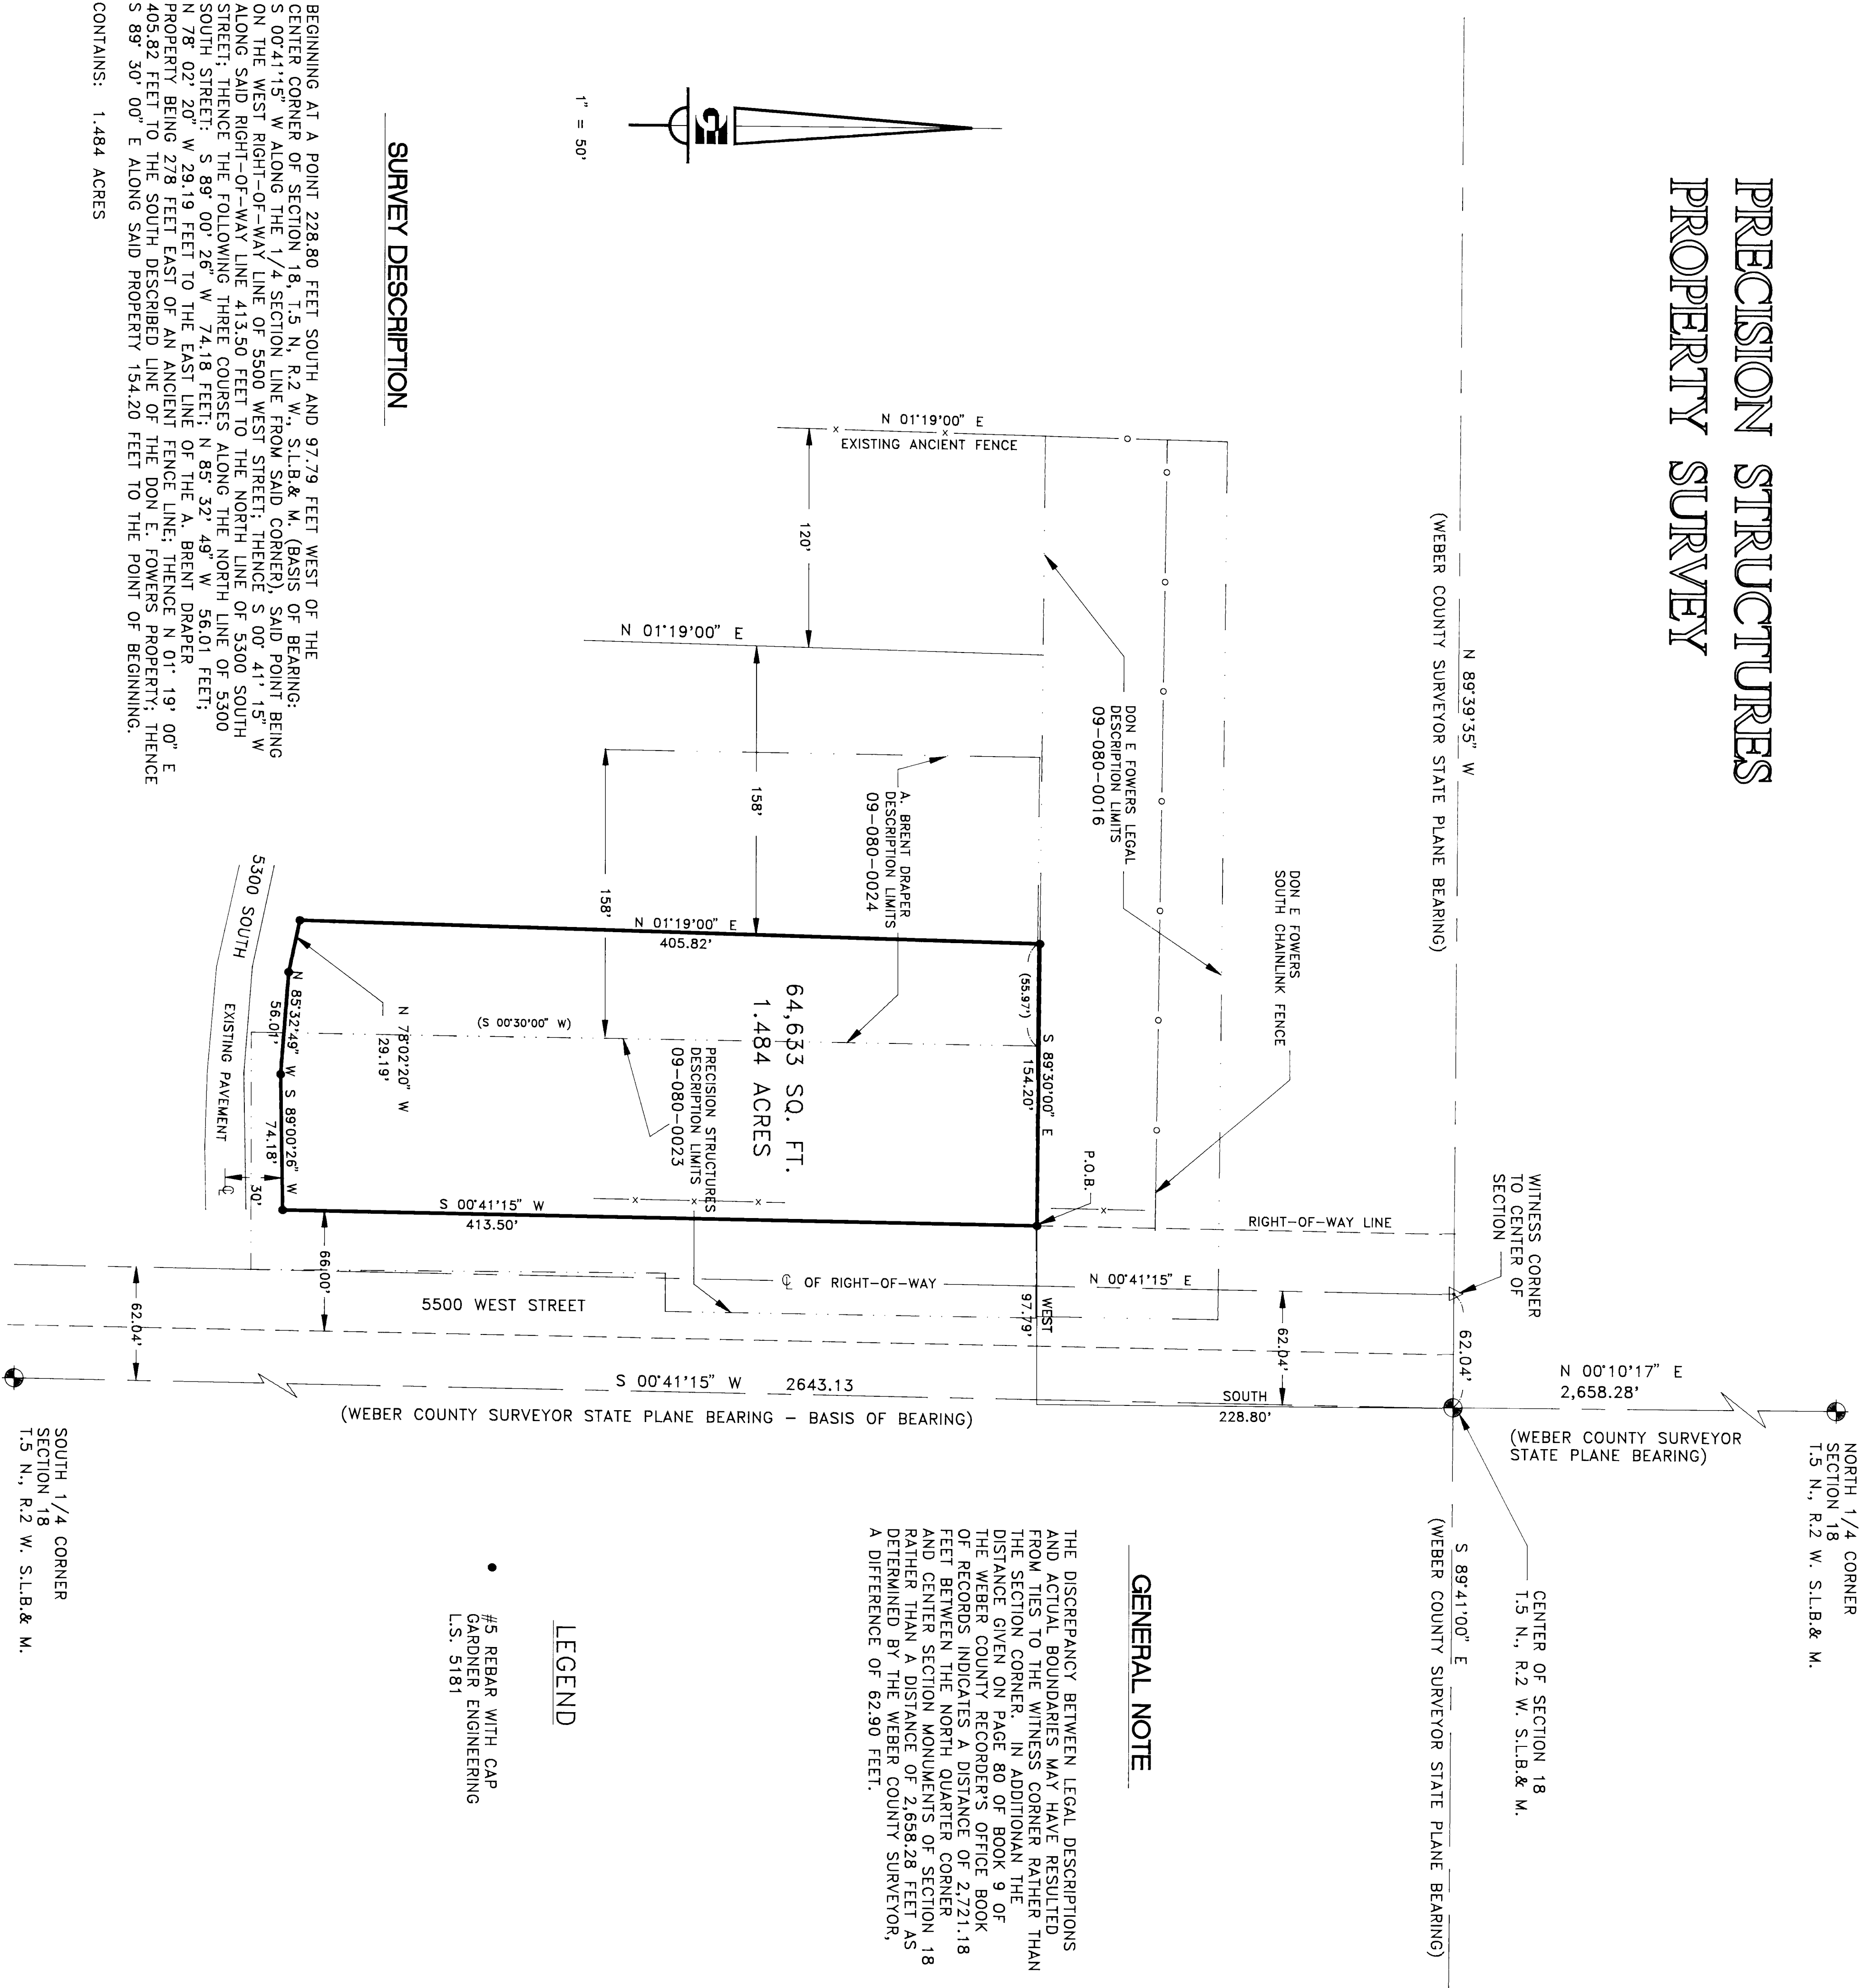 PRECISION STRUCTURES
PROPERTY SURVEY
N 89°39'35" W
(WEBER COUNTY SURVEYOR STATE PLANE BEARING)
S 89°41'00" E
(WEBER COUNTY SURVEYOR STATE PLANE BEARING)
NORTH 1/4 CORNER
SECTION 18
T.5 N., R.2 W. S.L.B.& M.
N 00°10'17" E
2,658.28'
(WEBER COUNTY SURVEYOR
STATE PLANE BEARING)
CENTER OF SECTION 18
T.5 N., R.2 W. S.L.B.& M.
WITNESS CORNER
TO CENTER OF
SECTION
62.04'
62.04'
SOUTH
228.80'
WEST
97.79'
RIGHT-OF-WAY LINE
N 00°41'15" E
℄ OF RIGHT-OF-WAY
5500 WEST STREET
S 00°41'15" W 2643.13
(WEBER COUNTY SURVEYOR STATE PLANE BEARING - BASIS OF BEARING)
66.00'
62.04'
SOUTH 1/4 CORNER
SECTION 18
T.5 N., R.2 W. S.L.B.& M.
DON E FOWERS
SOUTH CHAINLINK FENCE
DON E FOWERS LEGAL
DESCRIPTION LIMITS
09-080-0016
P.O.B.
N 01°19'00" E
EXISTING ANCIENT FENCE
120'
N 01°19'00" E
158'
158'
A. BRENT DRAPER
DESCRIPTION LIMITS
09-080-0024
N 01°19'00" E
405.82'
(55.97')
S 89°30'00" E
154.20'
64,633 SQ. FT.
1.484 ACRES
PRECISION STRUCTURES
DESCRIPTION LIMITS
09-080-0023
(S 00°30'00" W)
S 00°41'15" W
413.50'
N 78°02'20" W
29.19'
N 85°32'49" W
56.01'
S 89°00'26" W
74.18'
30'
℄
5300 SOUTH
EXISTING PAVEMENT
GE
1" = 50'
SURVEY DESCRIPTION
BEGINNING AT A POINT 228.80 FEET SOUTH AND 97.79 FEET WEST OF THE
CENTER CORNER OF SECTION 18, T.5 N, R.2 W., S.L.B.& M. (BASIS OF BEARING:
S 00°41'15" W ALONG THE 1/4 SECTION LINE FROM SAID CORNER), SAID POINT BEING
ON THE WEST RIGHT-OF-WAY LINE OF 5500 WEST STREET; THENCE S 00° 41' 15" W
ALONG SAID RIGHT-OF-WAY LINE 413.50 FEET TO THE NORTH LINE OF 5300 SOUTH
STREET; THENCE THE FOLLOWING THREE COURSES ALONG THE NORTH LINE OF 5300
SOUTH STREET: S 89° 00' 26" W 74.18 FEET; N 85° 32' 49" W 56.01 FEET;
N 78° 02' 20" W 29.19 FEET TO THE EAST LINE OF THE A. BRENT DRAPER
PROPERTY BEING 278 FEET EAST OF AN ANCIENT FENCE LINE; THENCE N 01° 19' 00" E
405.82 FEET TO THE SOUTH DESCRIBED LINE OF THE DON E. FOWERS PROPERTY; THENCE
S 89° 30' 00" E ALONG SAID PROPERTY 154.20 FEET TO THE POINT OF BEGINNING.
CONTAINS: 1.484 ACRES
GENERAL NOTE
THE DISCREPANCY BETWEEN LEGAL DESCRIPTIONS
AND ACTUAL BOUNDARIES MAY HAVE RESULTED
FROM TIES TO THE WITNESS CORNER RATHER THAN
THE SECTION CORNER. IN ADDITIONAN THE
DISTANCE GIVEN ON PAGE 80 OF BOOK 9 OF
THE WEBER COUNTY RECORDER'S OFFICE BOOK
OF RECORDS INDICATES A DISTANCE OF 2,721.18
FEET BETWEEN THE NORTH QUARTER CORNER
AND CENTER SECTION MONUMENTS OF SECTION 18
RATHER THAN A DISTANCE OF 2,658.28 FEET AS
DETERMINED BY THE WEBER COUNTY SURVEYOR,
A DIFFERENCE OF 62.90 FEET.
LEGEND
#5 REBAR WITH CAP
GARDNER ENGINEERING
L.S. 5181